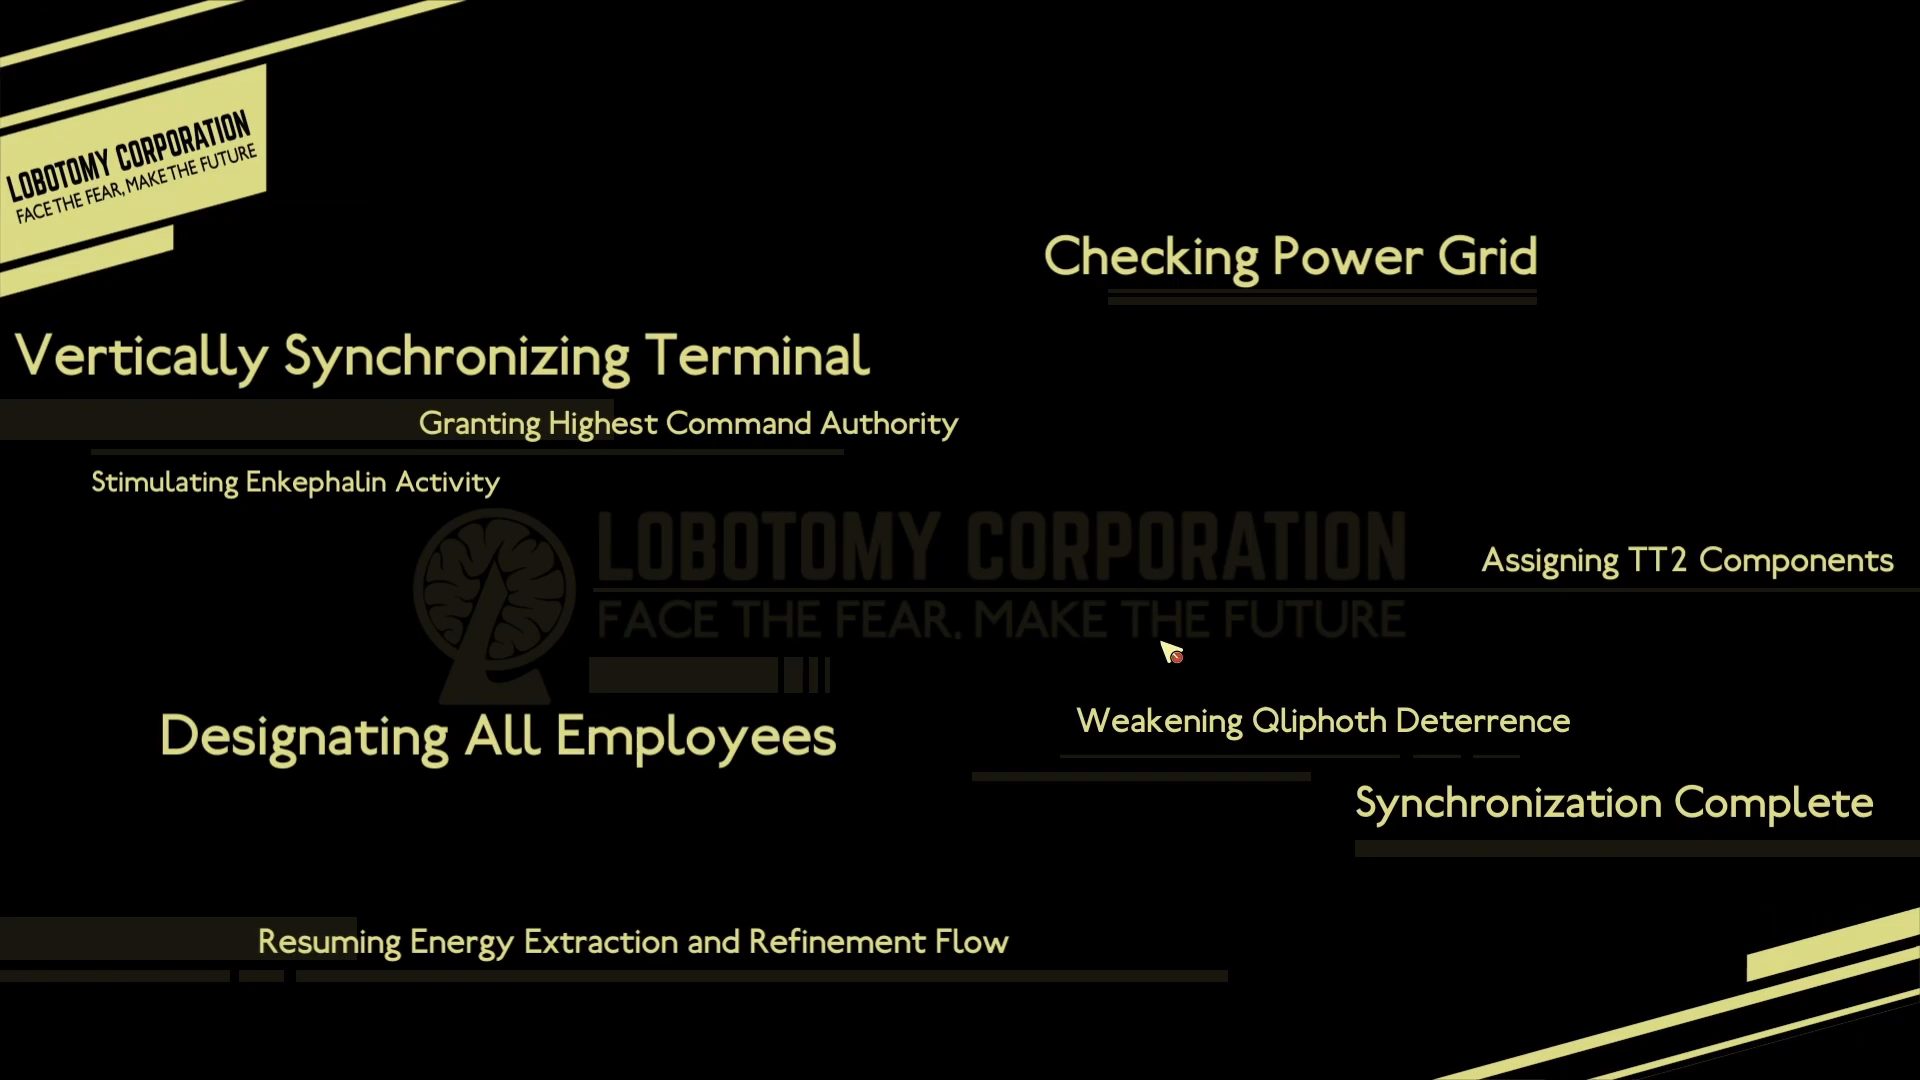 LOBOTOMY CORPORATION
FACE THE FEAR, MAKE THE FUTURE
Checking Power Grid
Vertically Synchronizing Terminal
Granting Highest Command Authority
Stimulating Enkephalin Activity
LOBOTOMY CORPORATION
FACE THE FEAR, MAKE THE FUTURE
Assigning TT2 Components
Designating All Employees
Weakening Qliphoth Deterrence
Synchronization Complete
Resuming Energy Extraction and Refinement Flow